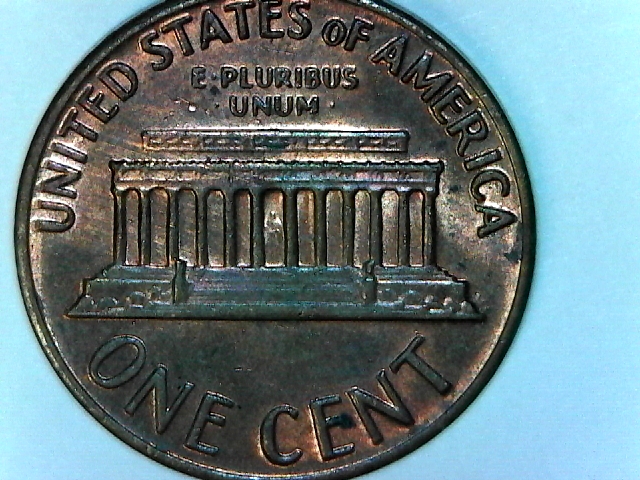 UNITED STATES OF AMERICA
E·PLURIBUS
UNUM·
ONE CENT